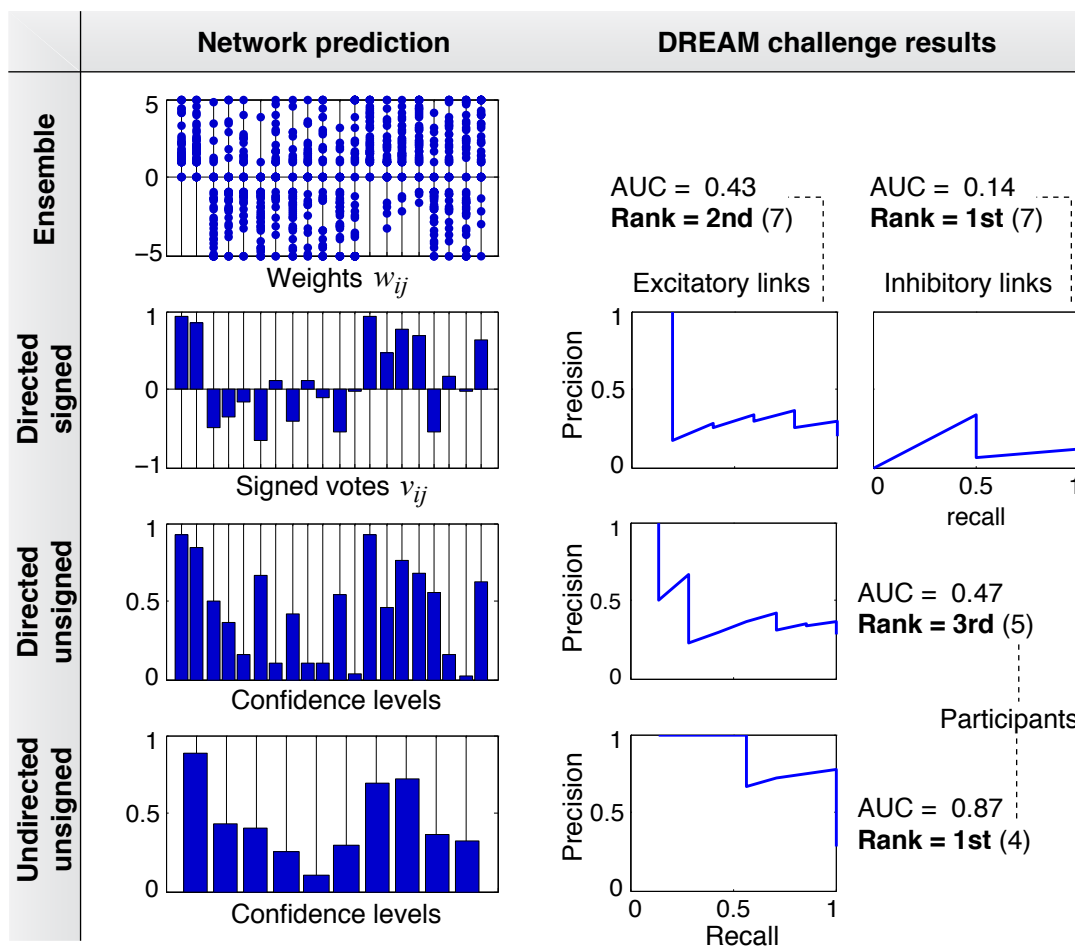 Network prediction
DREAM challenge results
Ensemble
5
0
−5
Weights w_ij
AUC = 0.43
Rank = 2nd (7)
AUC = 0.14
Rank = 1st (7)
Excitatory links
Inhibitory links
Directed
signed
1
0
−1
Signed votes v_ij
Precision
1
0.5
0
0
0.5
1
recall
Directed
unsigned
1
0.5
0
Confidence levels
Precision
1
0.5
0
AUC = 0.47
Rank = 3rd (5)
Participants
Undirected
unsigned
1
0.5
0
Confidence levels
Precision
1
0.5
0
0
0.5
1
Recall
AUC = 0.87
Rank = 1st (4)